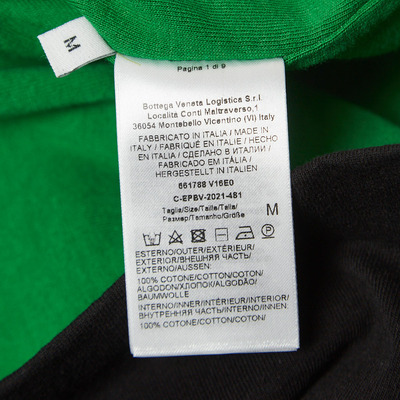 M
Pagina 1 di 9
Bottega Veneta Logistica S.r.l.
Località Conti Maltraverso,1
36054 Montebello Vicentino (VI) Italy
FABBRICATO IN ITALIA / MADE IN
ITALY / FABRIQUÉ EN ITALIE / HECHO
EN ITALIA / СДЕЛАНО В ИТАЛИИ /
FABRICADO EM ITÁLIA /
HERGESTELLT IN ITALIEN
661768 V16E0
C-EPBV-2021-481
Taglia/Size/Taille/Talla/
Размер/Tamanho/Größe
M
ESTERNO/OUTER/EXTÉRIEUR/
EXTERIOR/ВНЕШНЯЯ ЧАСТЬ/
EXTERNO/AUSSEN:
100% COTONE/COTTON/COTON/
ALGODON/ХЛОПОК/ALGODÃO/
BAUMWOLLE
INTERNO/INNER/INTÉRIEUR/INTERIOR/
ВНУТРЕННЯЯ ЧАСТЬ/INTERNO/INNEN:
100% COTONE/COTTON/COTON/